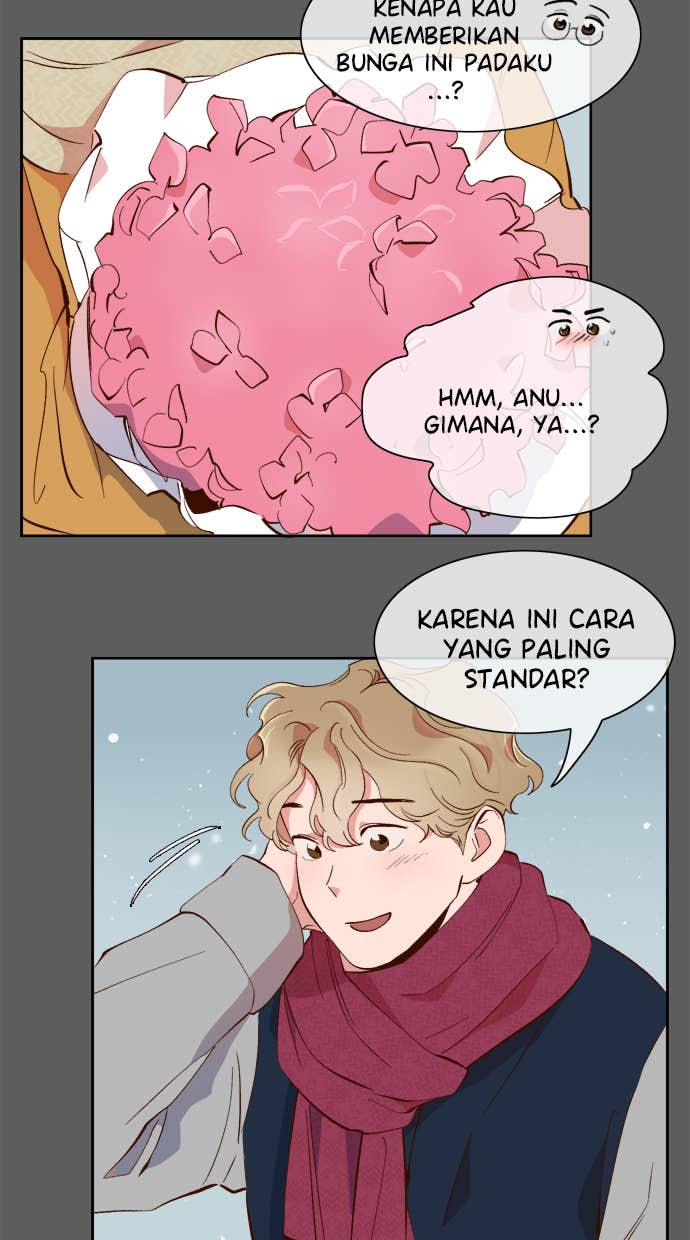 KENAPA KAU
MEMBERIKAN
BUNGA INI PADAKU
...?
HMM, ANU...
GIMANA, YA...?
KARENA INI CARA
YANG PALING
STANDAR?